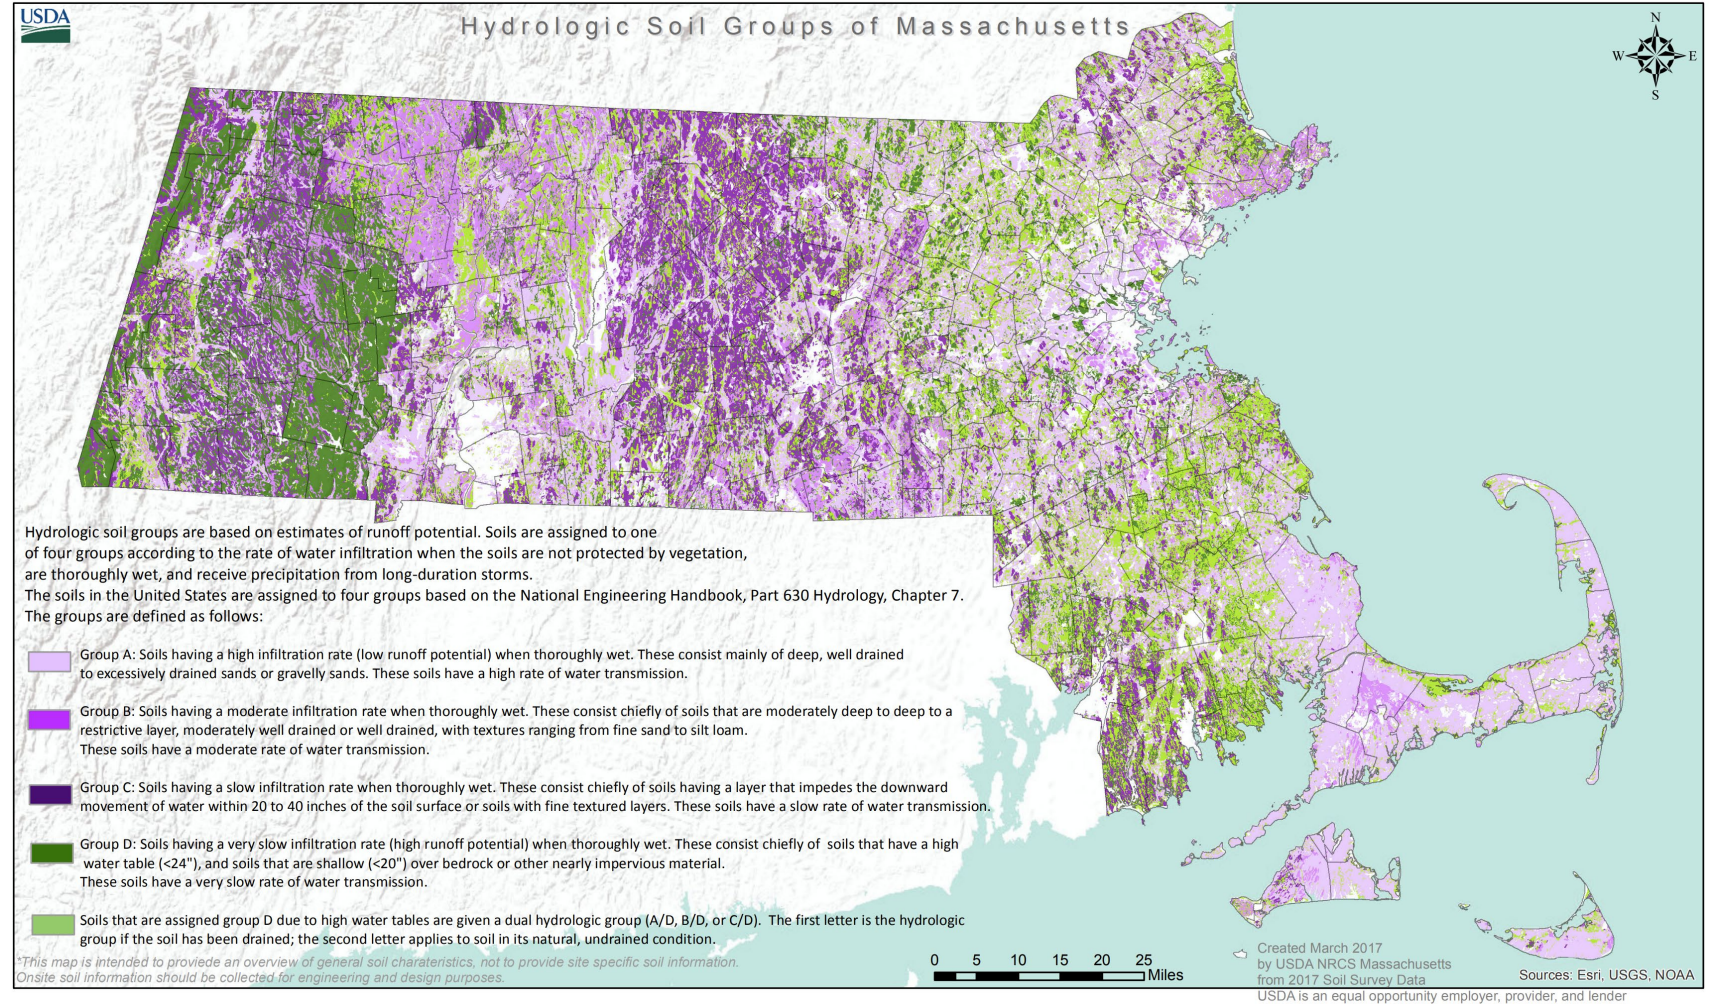 USDA
Hydrologic Soil Groups of Massachusetts
N
W E
S
Hydrologic soil groups are based on estimates of runoff potential. Soils are assigned to one
of four groups according to the rate of water infiltration when the soils are not protected by vegetation,
are thoroughly wet, and receive precipitation from long-duration storms.
The soils in the United States are assigned to four groups based on the National Engineering Handbook, Part 630 Hydrology, Chapter 7.
The groups are defined as follows:
Group A: Soils having a high infiltration rate (low runoff potential) when thoroughly wet. These consist mainly of deep, well drained
to excessively drained sands or gravelly sands. These soils have a high rate of water transmission.
Group B: Soils having a moderate infiltration rate when thoroughly wet. These consist chiefly of soils that are moderately deep to deep to a
restrictive layer, moderately well drained or well drained, with textures ranging from fine sand to silt loam.
These soils have a moderate rate of water transmission.
Group C: Soils having a slow infiltration rate when thoroughly wet. These consist chiefly of soils having a layer that impedes the downward
movement of water within 20 to 40 inches of the soil surface or soils with fine textured layers. These soils have a slow rate of water transmission.
Group D: Soils having a very slow infiltration rate (high runoff potential) when thoroughly wet. These consist chiefly of soils that have a high
water table (<24"), and soils that are shallow (<20") over bedrock or other nearly impervious material.
These soils have a very slow rate of water transmission.
Soils that are assigned group D due to high water tables are given a dual hydrologic group (A/D, B/D, or C/D). The first letter is the hydrologic
group if the soil has been drained; the second letter applies to soil in its natural, undrained condition.
*This map is intended to proviede an overview of general soil charateristics, not to provide site specific soil information.
Onsite soil information should be collected for engineering and design purposes.
0 5 10 15 20 25
Miles
Created March 2017
by USDA NRCS Massachusetts
from 2017 Soil Survey Data
USDA is an equal opportunity employer, provider, and lender
Sources: Esri, USGS, NOAA